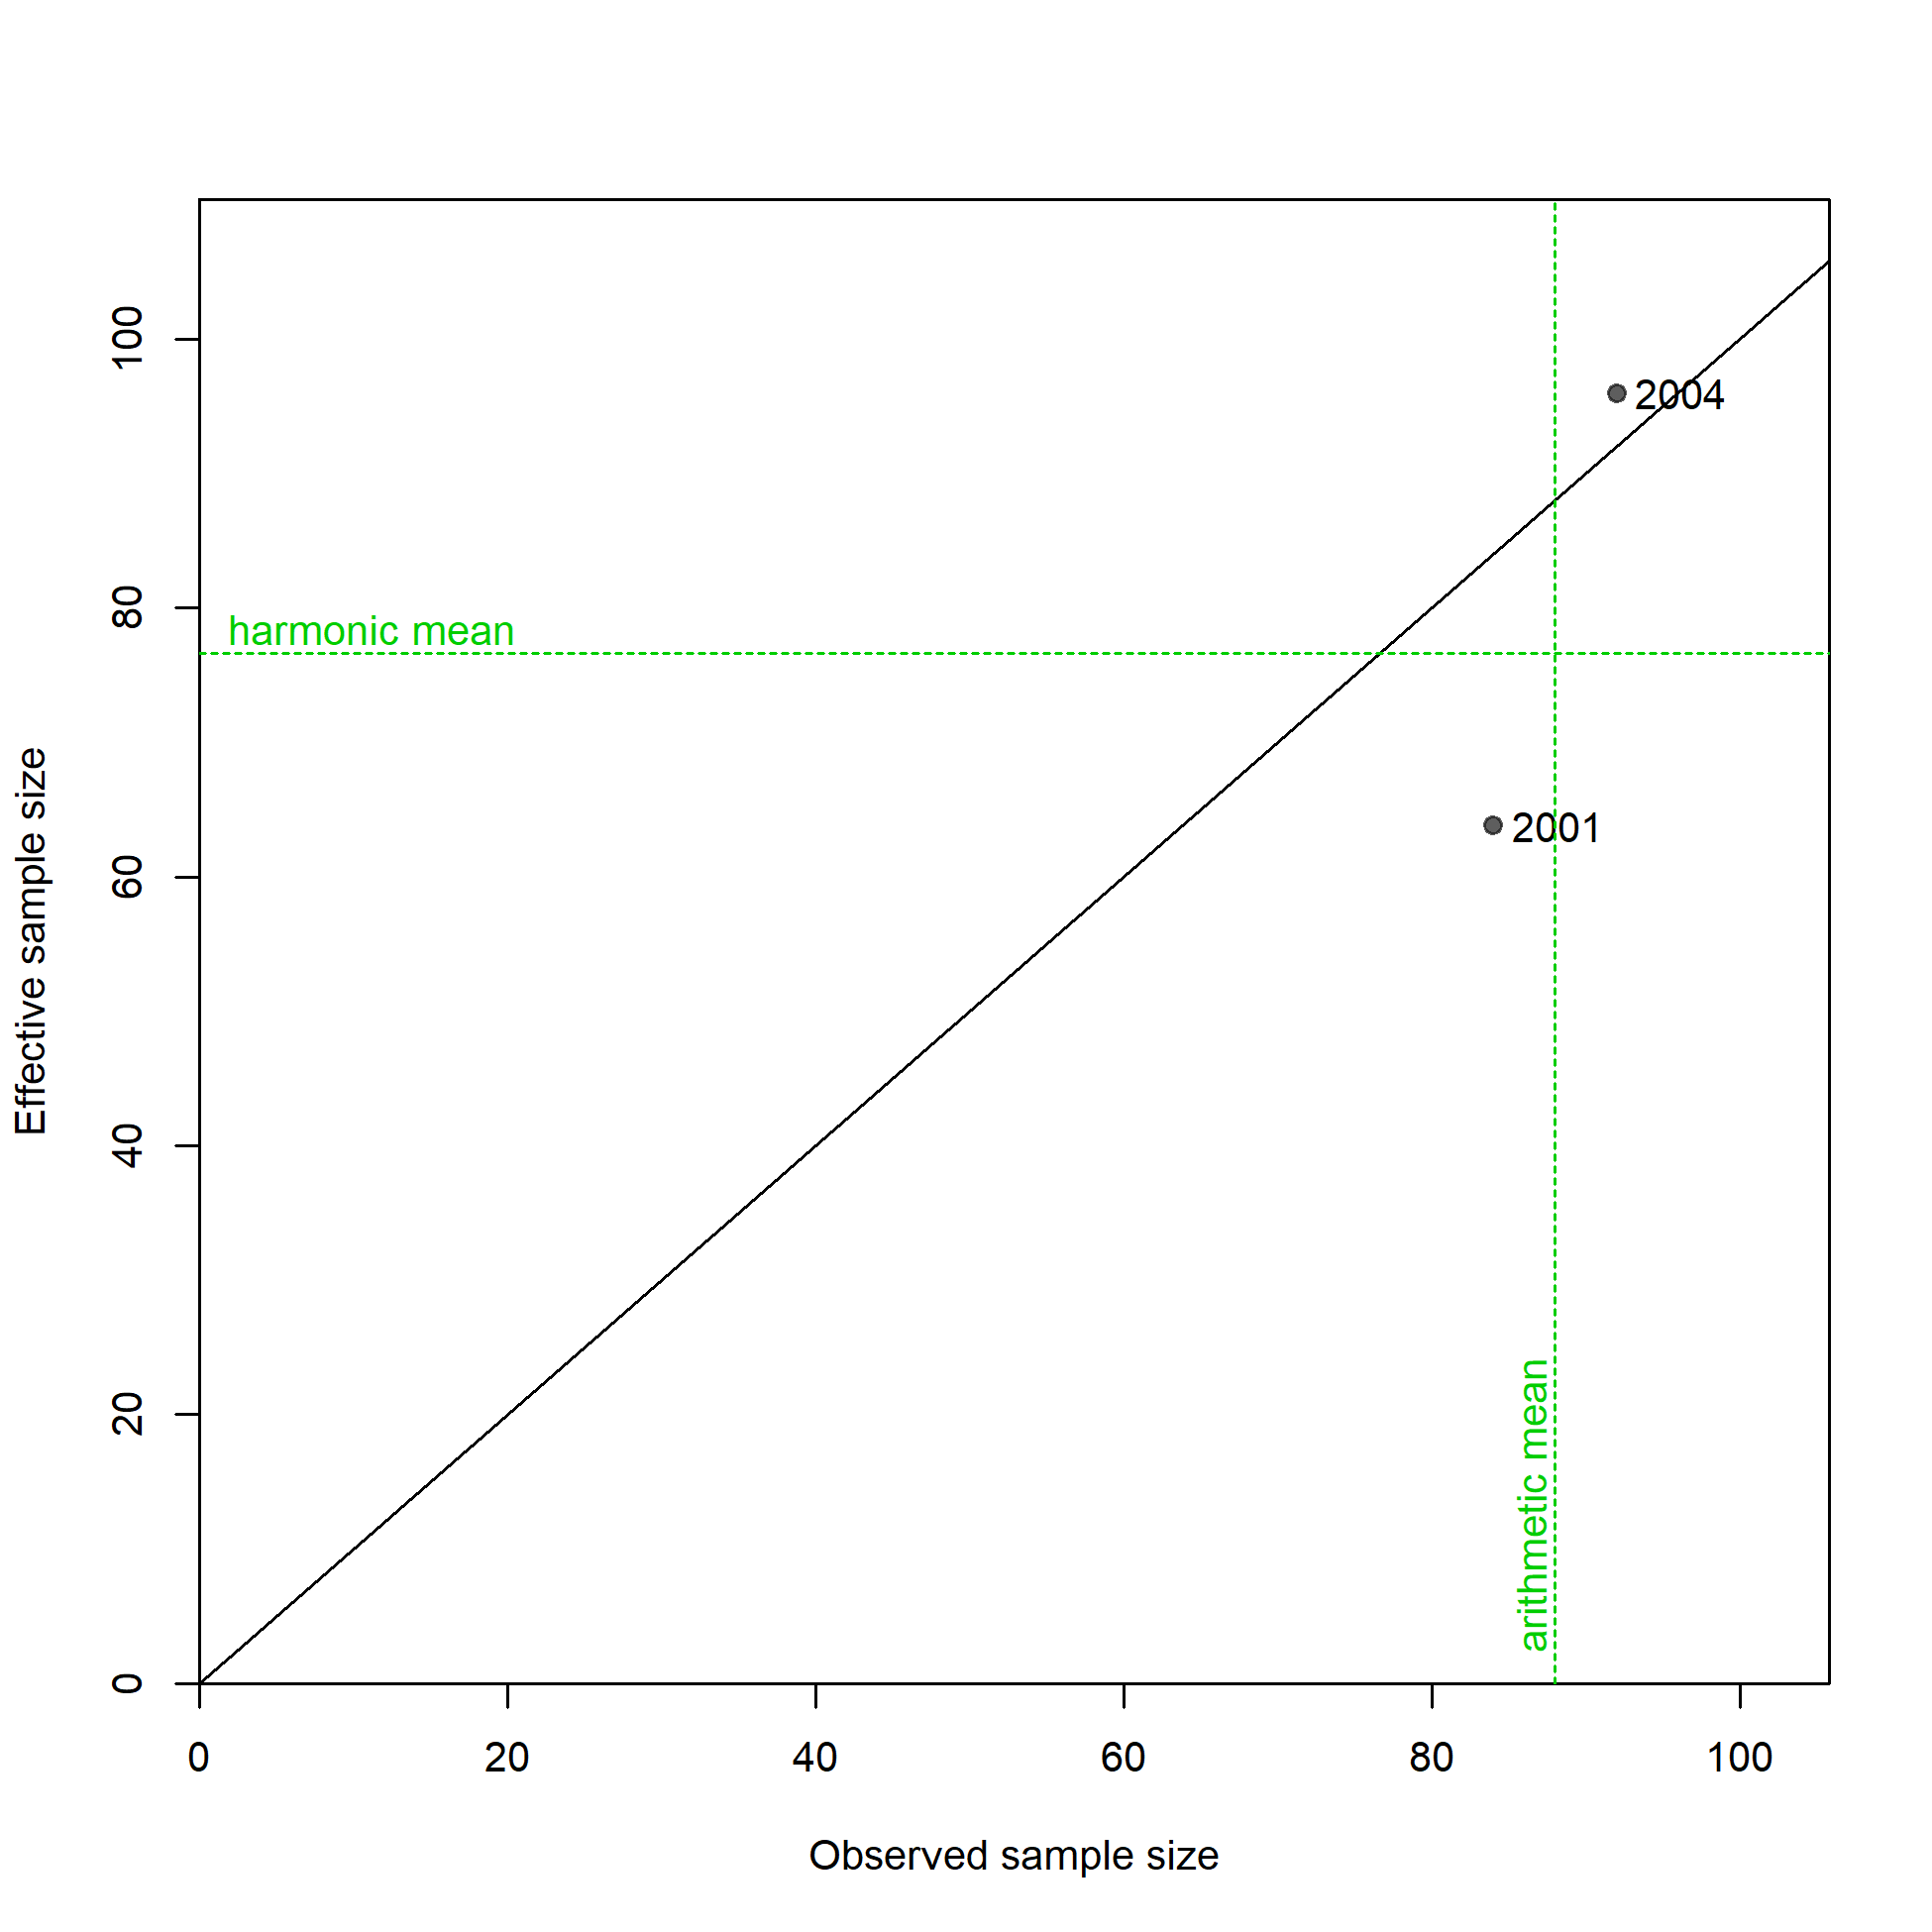 100
80
60
40
20
0
Effective sample size
2004
harmonic mean
2001
arithmetic mean
0 20 40 60 80 100
Observed sample size